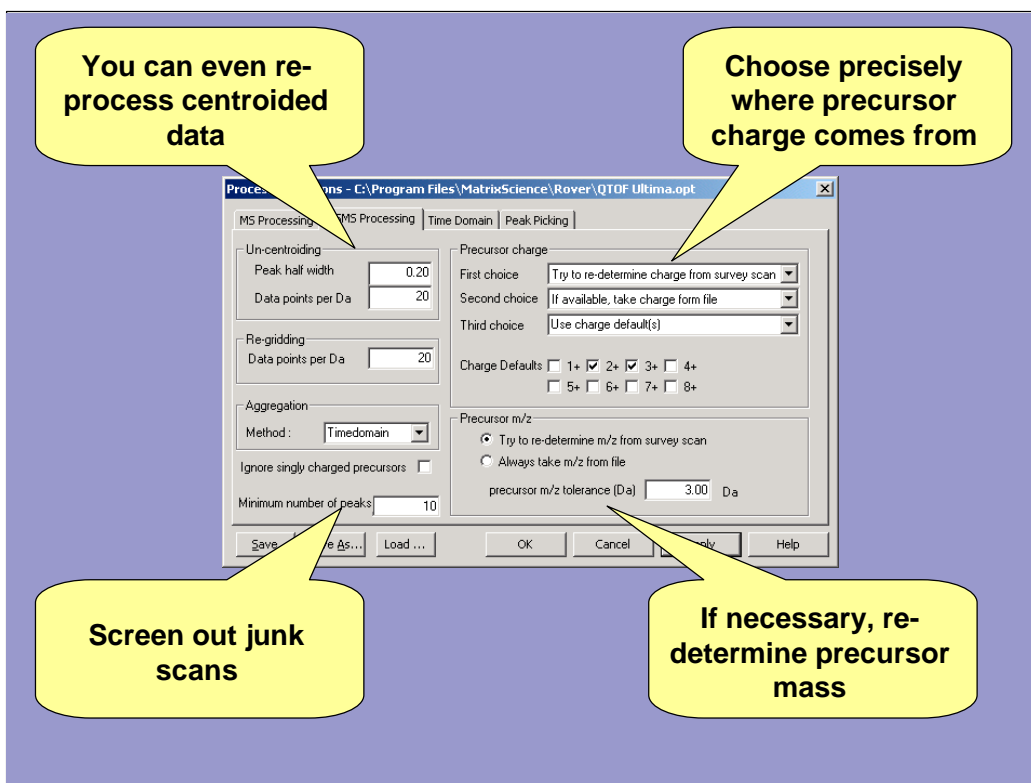 You can even re-
process centroided
data
Choose precisely
where precursor
charge comes from
ons - C:\Program Files\MatrixScience\Rover\QTOF Ultima.opt
MS Processing
MS Processing
Time Domain
Peak Picking
Un-centroiding
Peak half width 0.20
Data points per Da 20
Re-gridding
Data points per Da 20
Aggregation
Method : Timedomain
Ignore singly charged precursors
Minimum number of peaks 10
Precursor charge
First choice Try to re-determine charge from survey scan
Second choice If available, take charge form file
Third choice Use charge default(s)
Charge Defaults 1+ 2+ 3+ 4+
5+ 6+ 7+ 8+
Precursor m/z
Try to re-determine m/z from survey scan
Always take m/z from file
precursor m/z tolerance (Da) 3.00 Da
Save
As...
Load ...
OK
Cancel
Help
Screen out junk
scans
If necessary, re-
determine precursor
mass